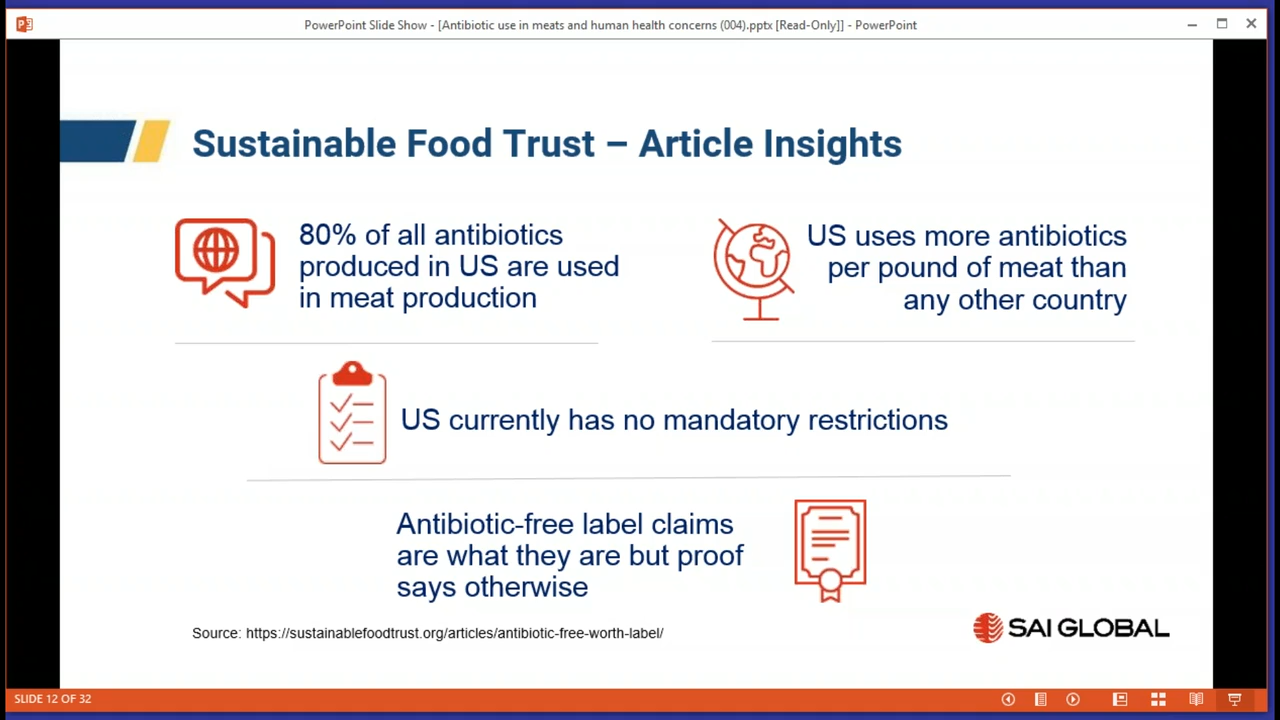 PowerPoint Slide Show - [Antibiotic use in meats and human health concerns (004).pptx [Read-Only]] - PowerPoint
Sustainable Food Trust – Article Insights
80% of all antibiotics
produced in US are used
in meat production
US uses more antibiotics
per pound of meat than
any other country
US currently has no mandatory restrictions
Antibiotic-free label claims
are what they are but proof
says otherwise
Source: https://sustainablefoodtrust.org/articles/antibiotic-free-worth-label/
SAI GLOBAL
SLIDE 12 OF 32